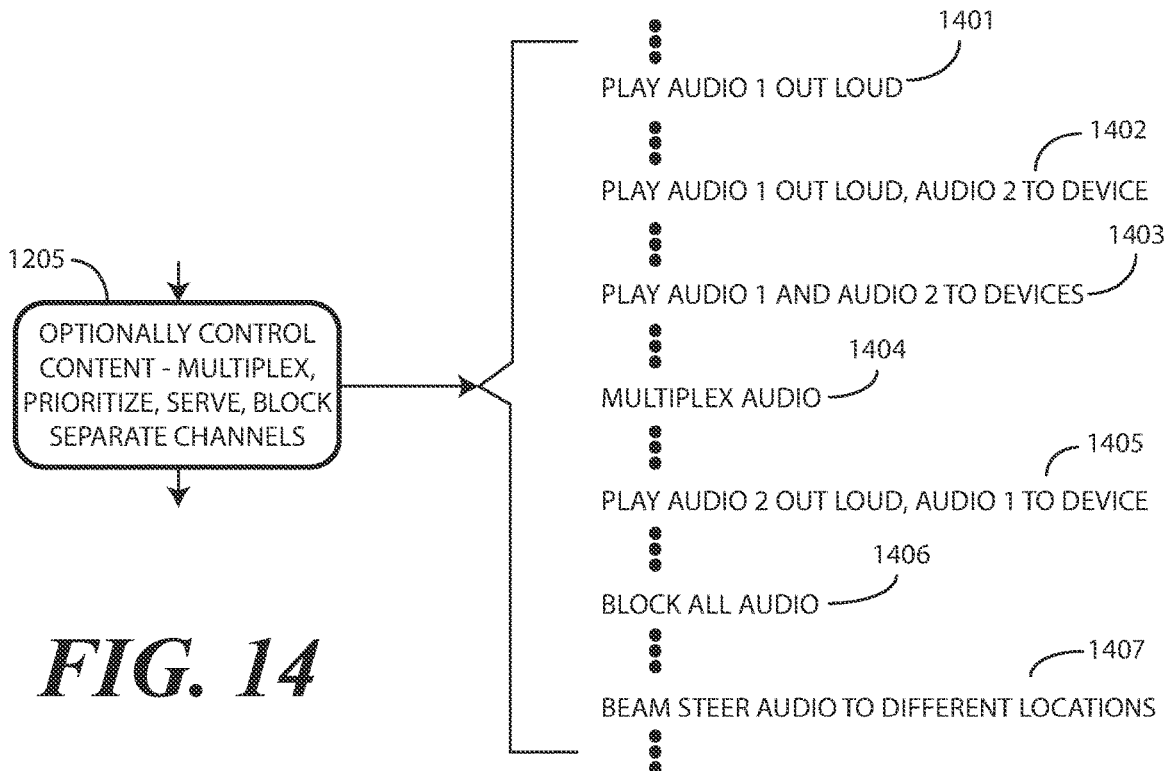 1401
PLAY AUDIO 1 OUT LOUD
1402
PLAY AUDIO 1 OUT LOUD, AUDIO 2 TO DEVICE
1403
PLAY AUDIO 1 AND AUDIO 2 TO DEVICES
1404
MULTIPLEX AUDIO
1405
PLAY AUDIO 2 OUT LOUD, AUDIO 1 TO DEVICE
1406
BLOCK ALL AUDIO
1407
BEAM STEER AUDIO TO DIFFERENT LOCATIONS
1205
OPTIONALLY CONTROL
CONTENT - MULTIPLEX,
PRIORITIZE, SERVE, BLOCK
SEPARATE CHANNELS
FIG. 14